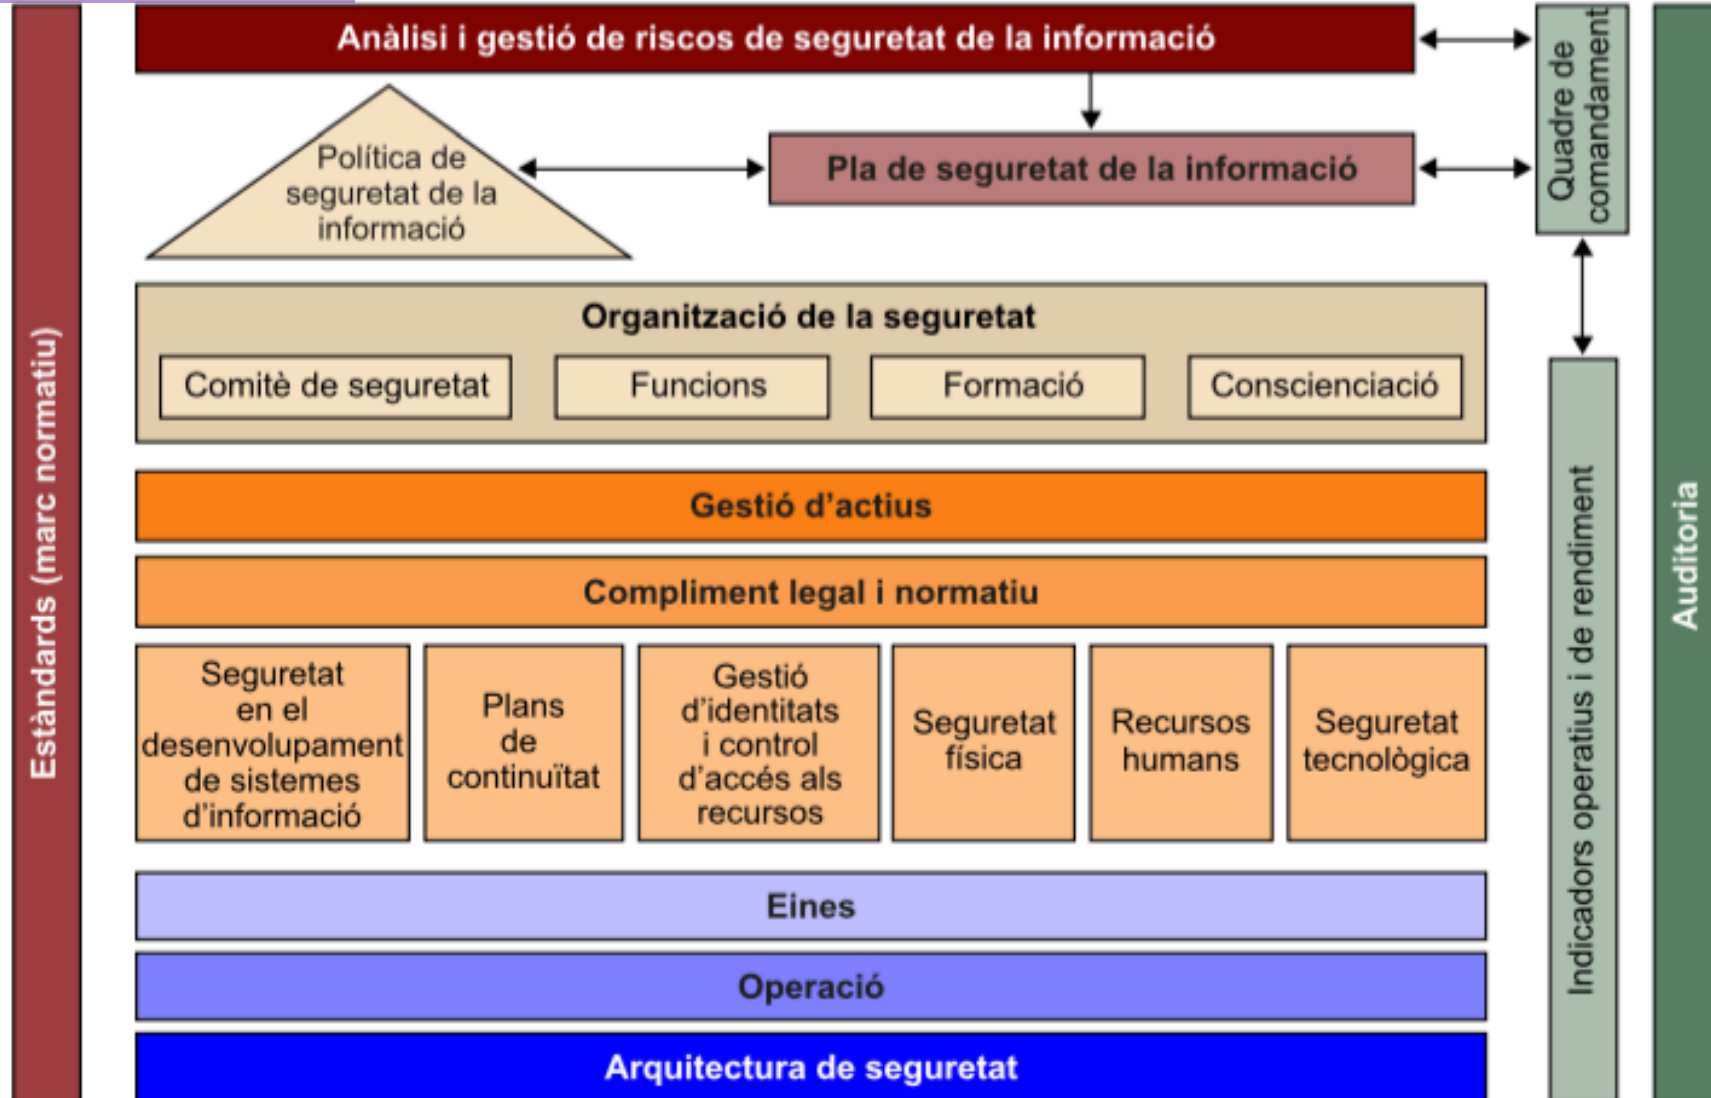 Estàndards (marc normatiu)
Anàlisi i gestió de riscos de seguretat de la informació
Política de
seguretat de la
informació
Pla de seguretat de la informació
Quadre de
comandament
Organització de la seguretat
Comitè de seguretat
Funcions
Formació
Conscienciació
Gestió d’actius
Compliment legal i normatiu
Seguretat
en el
desenvolupament
de sistemes
d’informació
Plans
de
continuïtat
Gestió
d’identitats
i control
d’accés als
recursos
Seguretat
física
Recursos
humans
Seguretat
tecnològica
Eines
Operació
Arquitectura de seguretat
Indicadors operatius i de rendiment
Auditoria